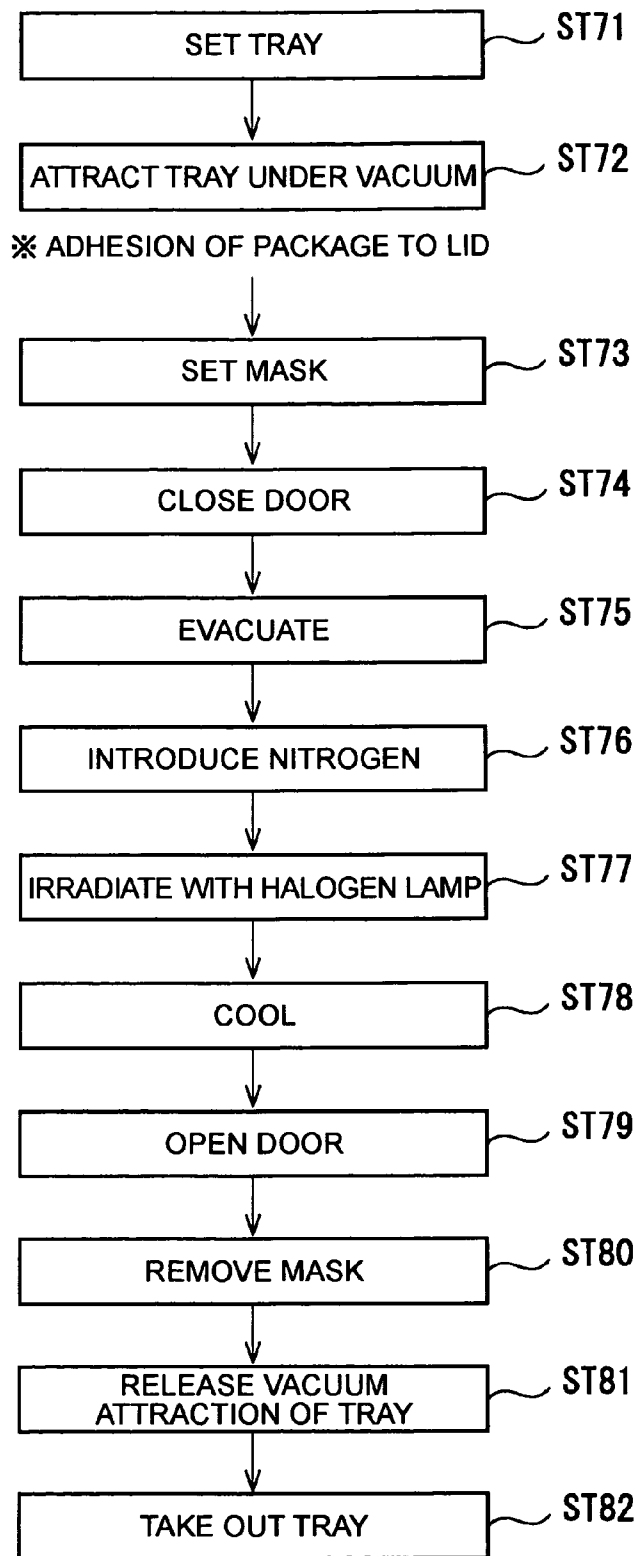 SET TRAY ST71
ATTRACT TRAY UNDER VACUUM ST72
※ ADHESION OF PACKAGE TO LID
SET MASK ST73
CLOSE DOOR ST74
EVACUATE ST75
INTRODUCE NITROGEN ST76
IRRADIATE WITH HALOGEN LAMP ST77
COOL ST78
OPEN DOOR ST79
REMOVE MASK ST80
RELEASE VACUUM ST81
ATTRACTION OF TRAY
TAKE OUT TRAY ST82